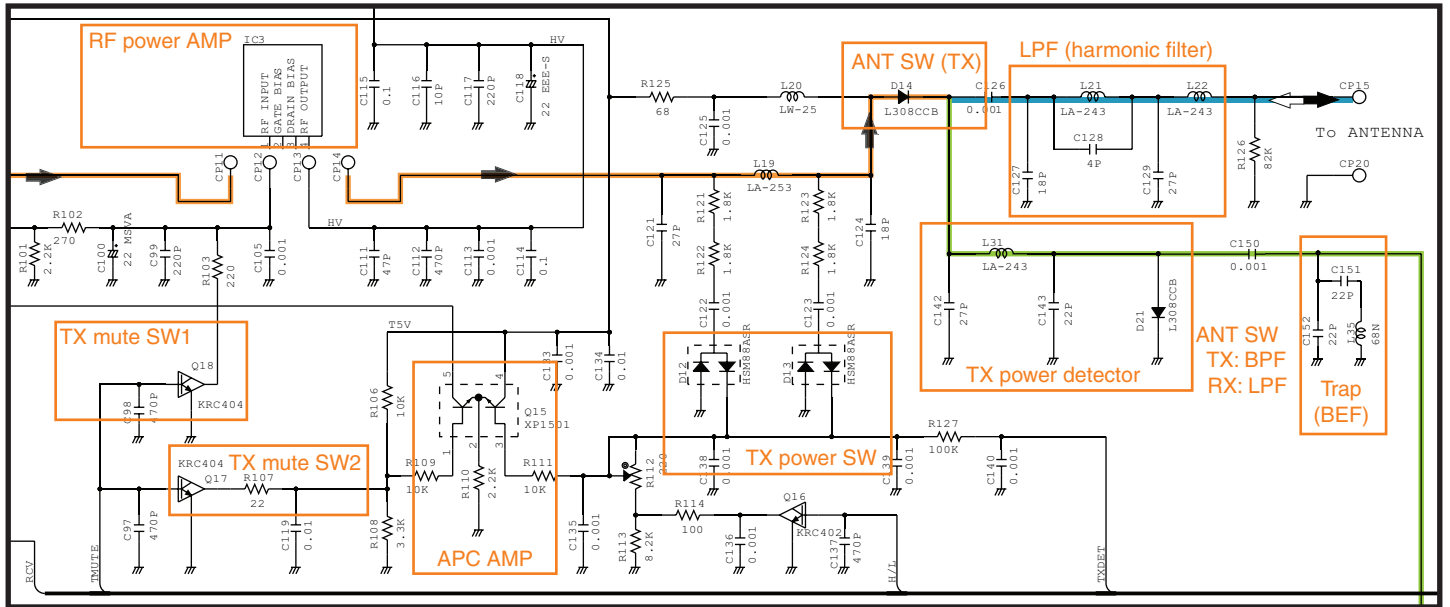 RF power AMP
IC3
RF INPUT
GATE BIAS
DRAIN BIAS
RF OUTPUT
1
2
3
4
CP11
CP12
CP13
CP14
HV
C115
0.1
C116
10P
C117
220P
C118
22 EEE-S
R125
68
C125
0.001
L20
LW-25
ANT SW (TX)
D14
L308CCB
C126
0.001
LPF (harmonic filter)
L21
LA-243
L22
LA-243
C128
4P
C127
18P
C129
27P
R126
82K
CP15
To ANTENNA
CP20
R101
2.2K
R102
270
C100
22 MSVA
C99
220P
R103
220
C105
0.001
HV
C111
47P
C112
470P
C113
0.001
C114
0.1
L19
LA-253
C121
27P
R121
1.8K
R122
1.8K
C122
0.001
R123
1.8K
R124
1.8K
C123
0.001
C124
18P
L31
LA-243
C142
27P
C143
22P
D21
L308CCB
TX power detector
C150
0.001
ANT SW
TX: BPF
RX: LPF
C151
22P
C152
22P
L35
68N
Trap
(BEF)
TX mute SW1
Q18
KRC404
C98
470P
T5V
R106
10K
C133
0.001
C134
0.01
5
4
Q15
XP1501
1
2
3
R109
10K
R110
2.2K
R111
10K
APC AMP
D12
HSM88ASR
D13
HSM88ASR
TX power SW
C138
0.001
C139
0.001
R127
100K
C140
0.001
KRC404
TX mute SW2
Q17
R107
22
C97
470P
C119
0.01
R108
3.3K
C135
0.001
R112
R113
8.2K
R114
100
C136
0.001
Q16
KRC402
C137
470P
RCV
TMUTE
H/L
TXDET